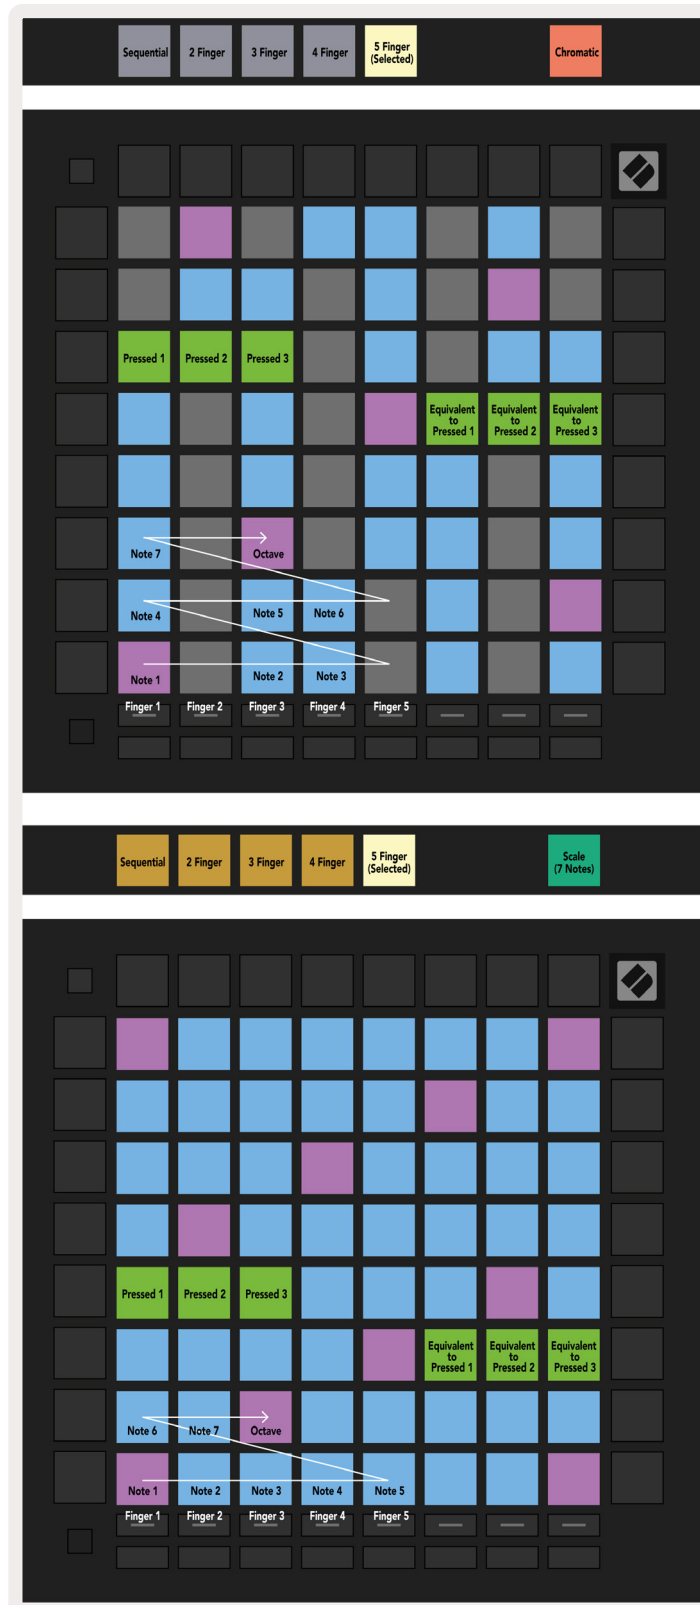 Sequential 2 Finger 3 Finger 4 Finger 5 Finger (Selected) Chromatic
Pressed 1 Pressed 2 Pressed 3
Equivalent to Pressed 1 Equivalent to Pressed 2 Equivalent to Pressed 3
Note 7 Octave
Note 4 Note 5 Note 6
Note 1 Note 2 Note 3
Finger 1 Finger 2 Finger 3 Finger 4 Finger 5
Sequential 2 Finger 3 Finger 4 Finger 5 Finger (Selected) Scale (7 Notes)
Pressed 1 Pressed 2 Pressed 3
Equivalent to Pressed 1 Equivalent to Pressed 2 Equivalent to Pressed 3
Note 6 Note 7 Octave
Note 1 Note 2 Note 3 Note 4 Note 5
Finger 1 Finger 2 Finger 3 Finger 4 Finger 5